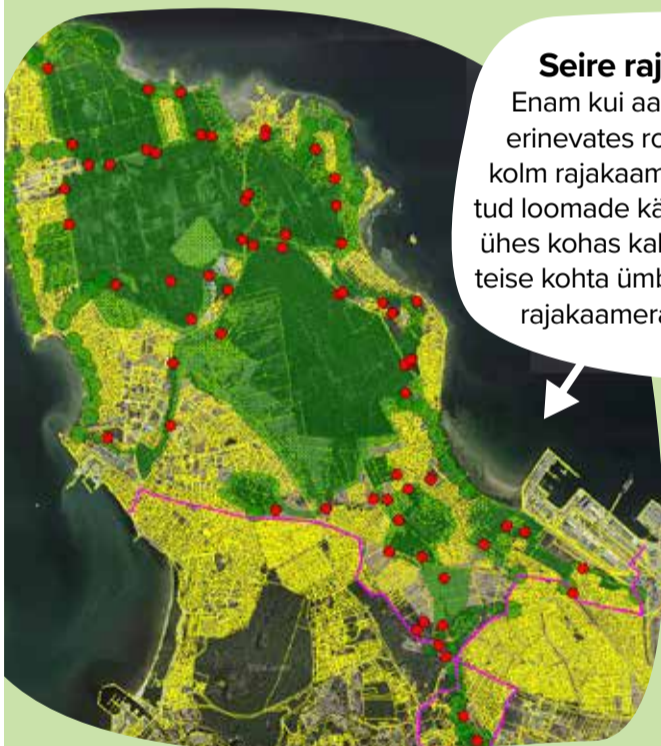 Seire raj
Enam kui aa
erinevates ro
kolm rajakaam
tud loomade kä
ühes kohas kal
teise kohta ümb
rajakaamera